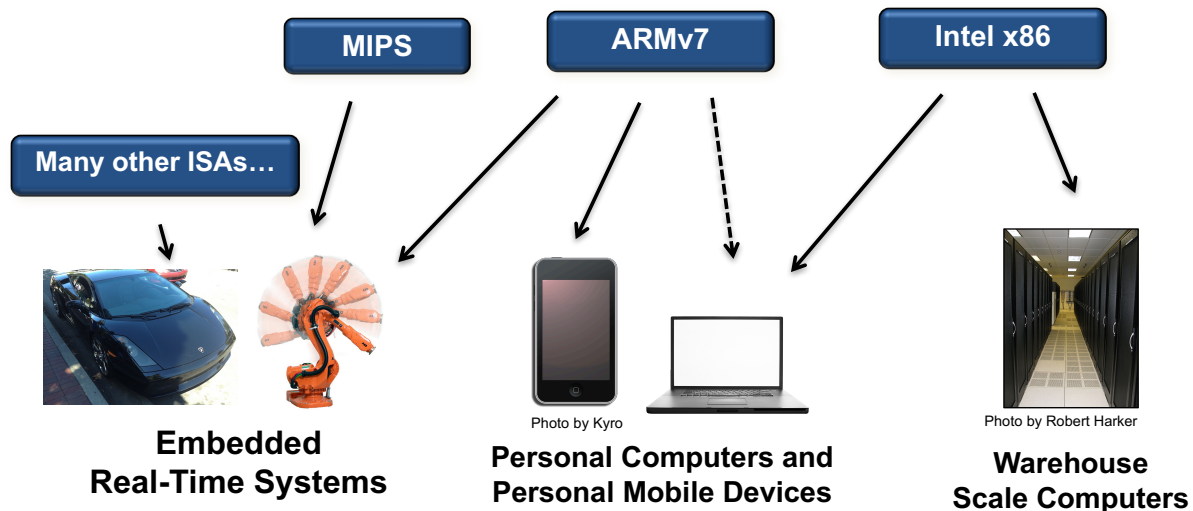 MIPS
ARMv7
Intel x86
Many other ISAs…
Photo by Kyro
Photo by Robert Harker
Embedded
Real-Time Systems
Personal Computers and
Personal Mobile Devices
Warehouse
Scale Computers